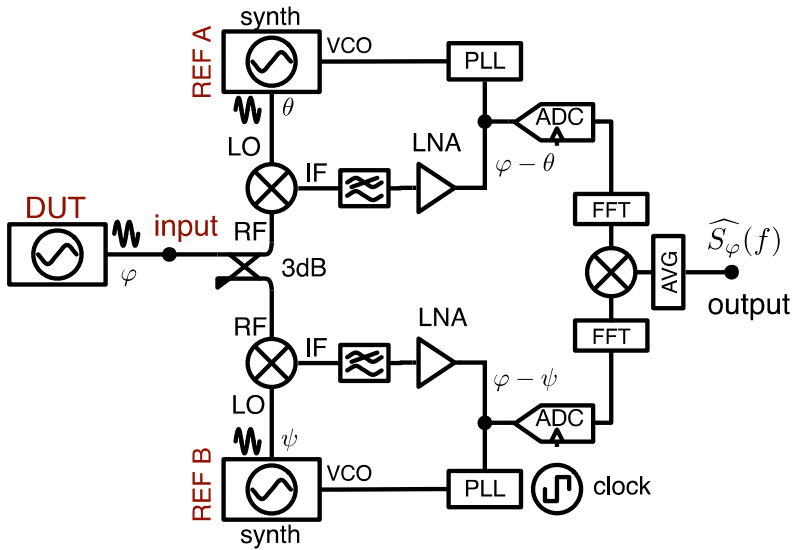 synth
REF A
VCO
PLL
θ
LO
LNA
ADC
IF
φ − θ
DUT
input
RF
FFT
φ
3dB
AVG
S_φ(f)^
output
RF
LNA
FFT
IF
φ − ψ
LO
ADC
ψ
REF B
VCO
PLL
clock
synth